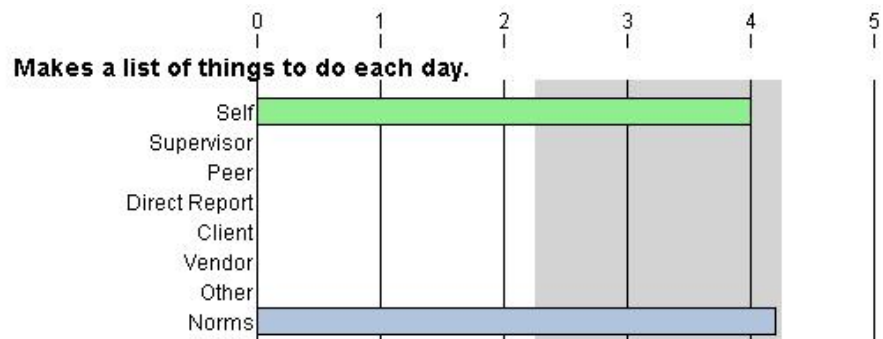 0 1 2 3 4 5
Makes a list of things to do each day.
Self
Supervisor
Peer
Direct Report
Client
Vendor
Other
Norms